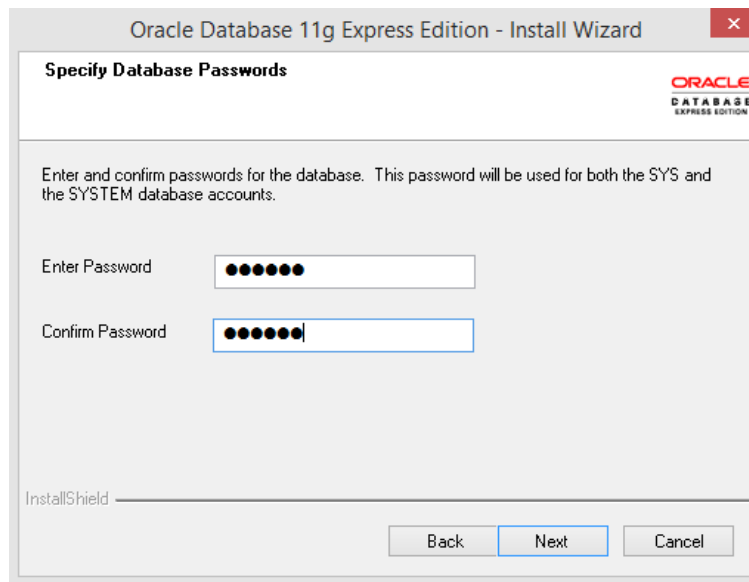 Oracle Database 11g Express Edition - Install Wizard
Specify Database Passwords
ORACLE
DATABASE
EXPRESS EDITION
Enter and confirm passwords for the database. This password will be used for both the SYS and
the SYSTEM database accounts.
Enter Password ●●●●●●
Confirm Password ●●●●●●
InstallShield
Back Next Cancel